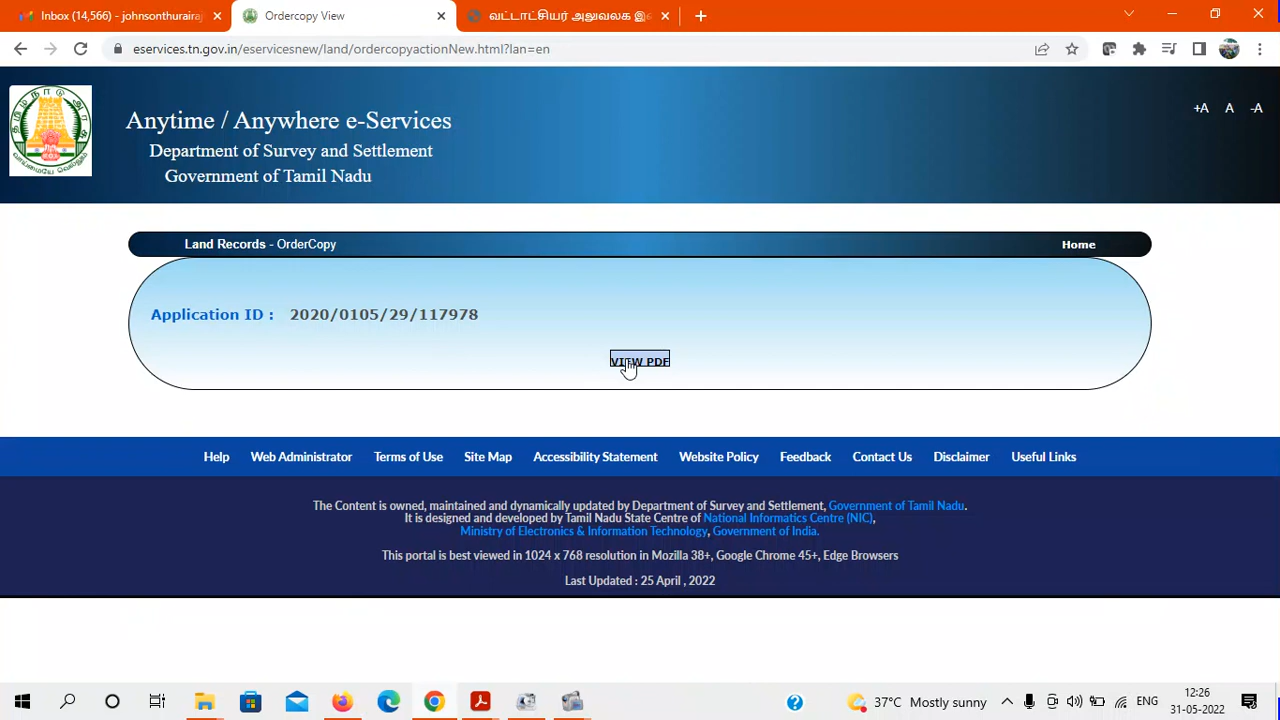 Inbox (14,566) - johnsonthurairaj
Ordercopy View
வட்டாட்சியர் அலுவலக இ
eservices.tn.gov.in/eservicesnew/land/ordercopyactionNew.html?lan=en
Anytime / Anywhere e-Services
Department of Survey and Settlement
Government of Tamil Nadu
+A A -A
Land Records - OrderCopy
Home
Application ID : 2020/0105/29/117978
VIEW PDF
Help Web Administrator Terms of Use Site Map Accessibility Statement Website Policy Feedback Contact Us Disclaimer Useful Links
The Content is owned, maintained and dynamically updated by Department of Survey and Settlement, Government of Tamil Nadu.
It is designed and developed by Tamil Nadu State Centre of National Informatics Centre (NIC),
Ministry of Electronics & Information Technology, Government of India.
This portal is best viewed in 1024 x 768 resolution in Mozilla 38+, Google Chrome 45+, Edge Browsers
Last Updated : 25 April , 2022
37°C Mostly sunny
ENG
12:26
31-05-2022